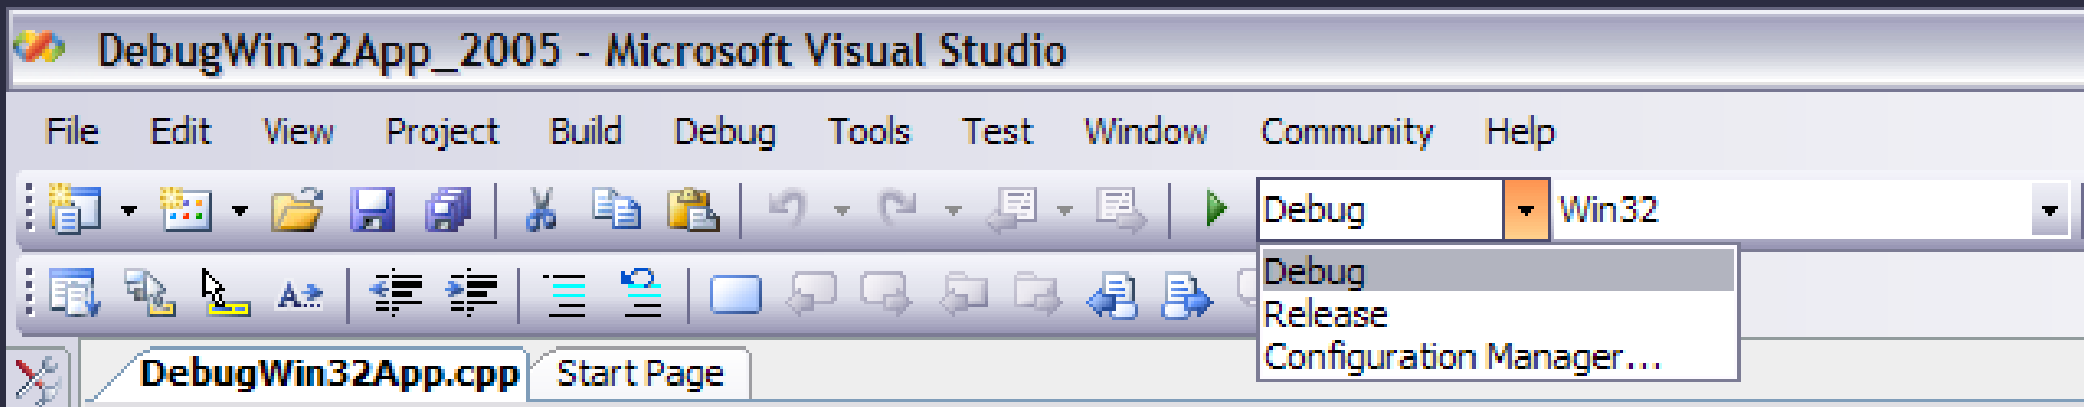 DebugWin32App_2005 - Microsoft Visual Studio
File Edit View Project Build Debug Tools Test Window Community Help
Debug Win32
Debug
Release
Configuration Manager...
DebugWin32App.cpp Start Page